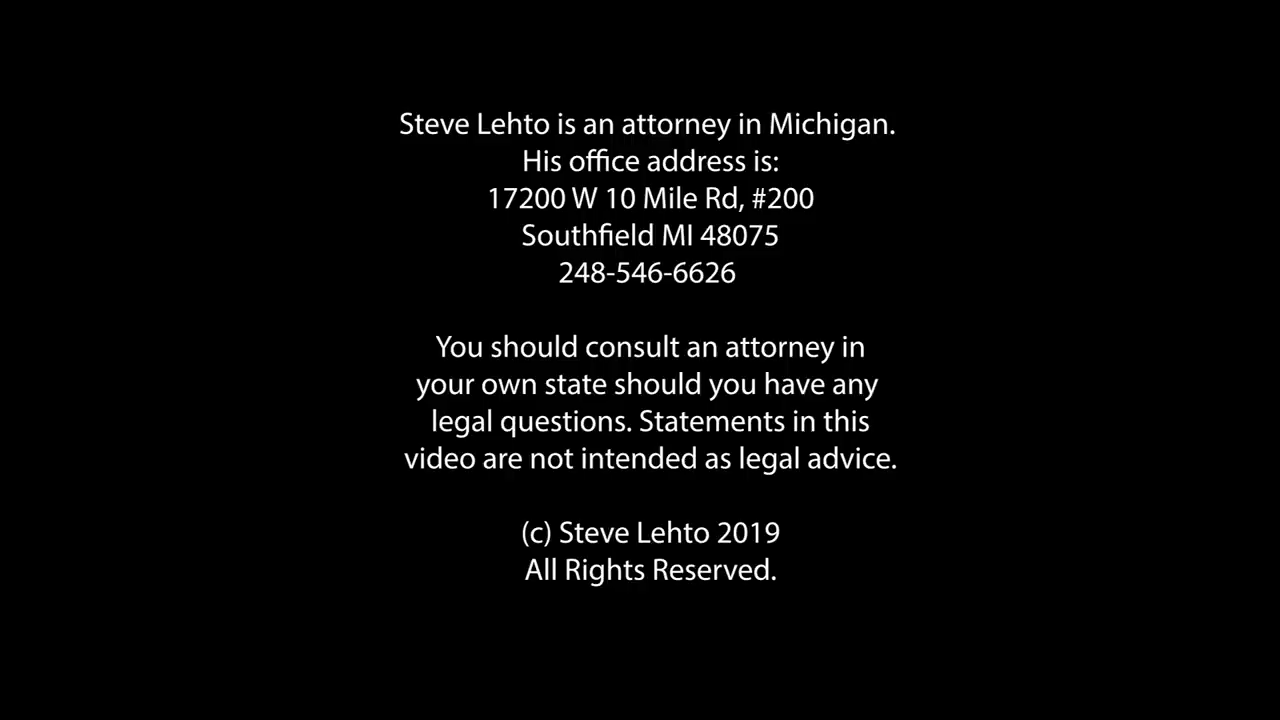 Steve Lehto is an attorney in Michigan.
His office address is:
17200 W 10 Mile Rd, #200
Southfield MI 48075
248-546-6626
You should consult an attorney in
your own state should you have any
legal questions. Statements in this
video are not intended as legal advice.
(c) Steve Lehto 2019
All Rights Reserved.